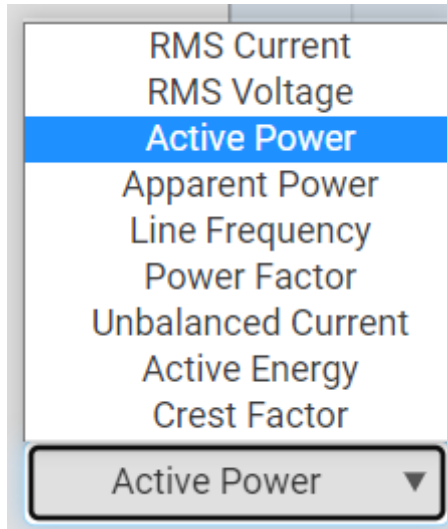 RMS Current
RMS Voltage
Active Power
Apparent Power
Line Frequency
Power Factor
Unbalanced Current
Active Energy
Crest Factor
Active Power